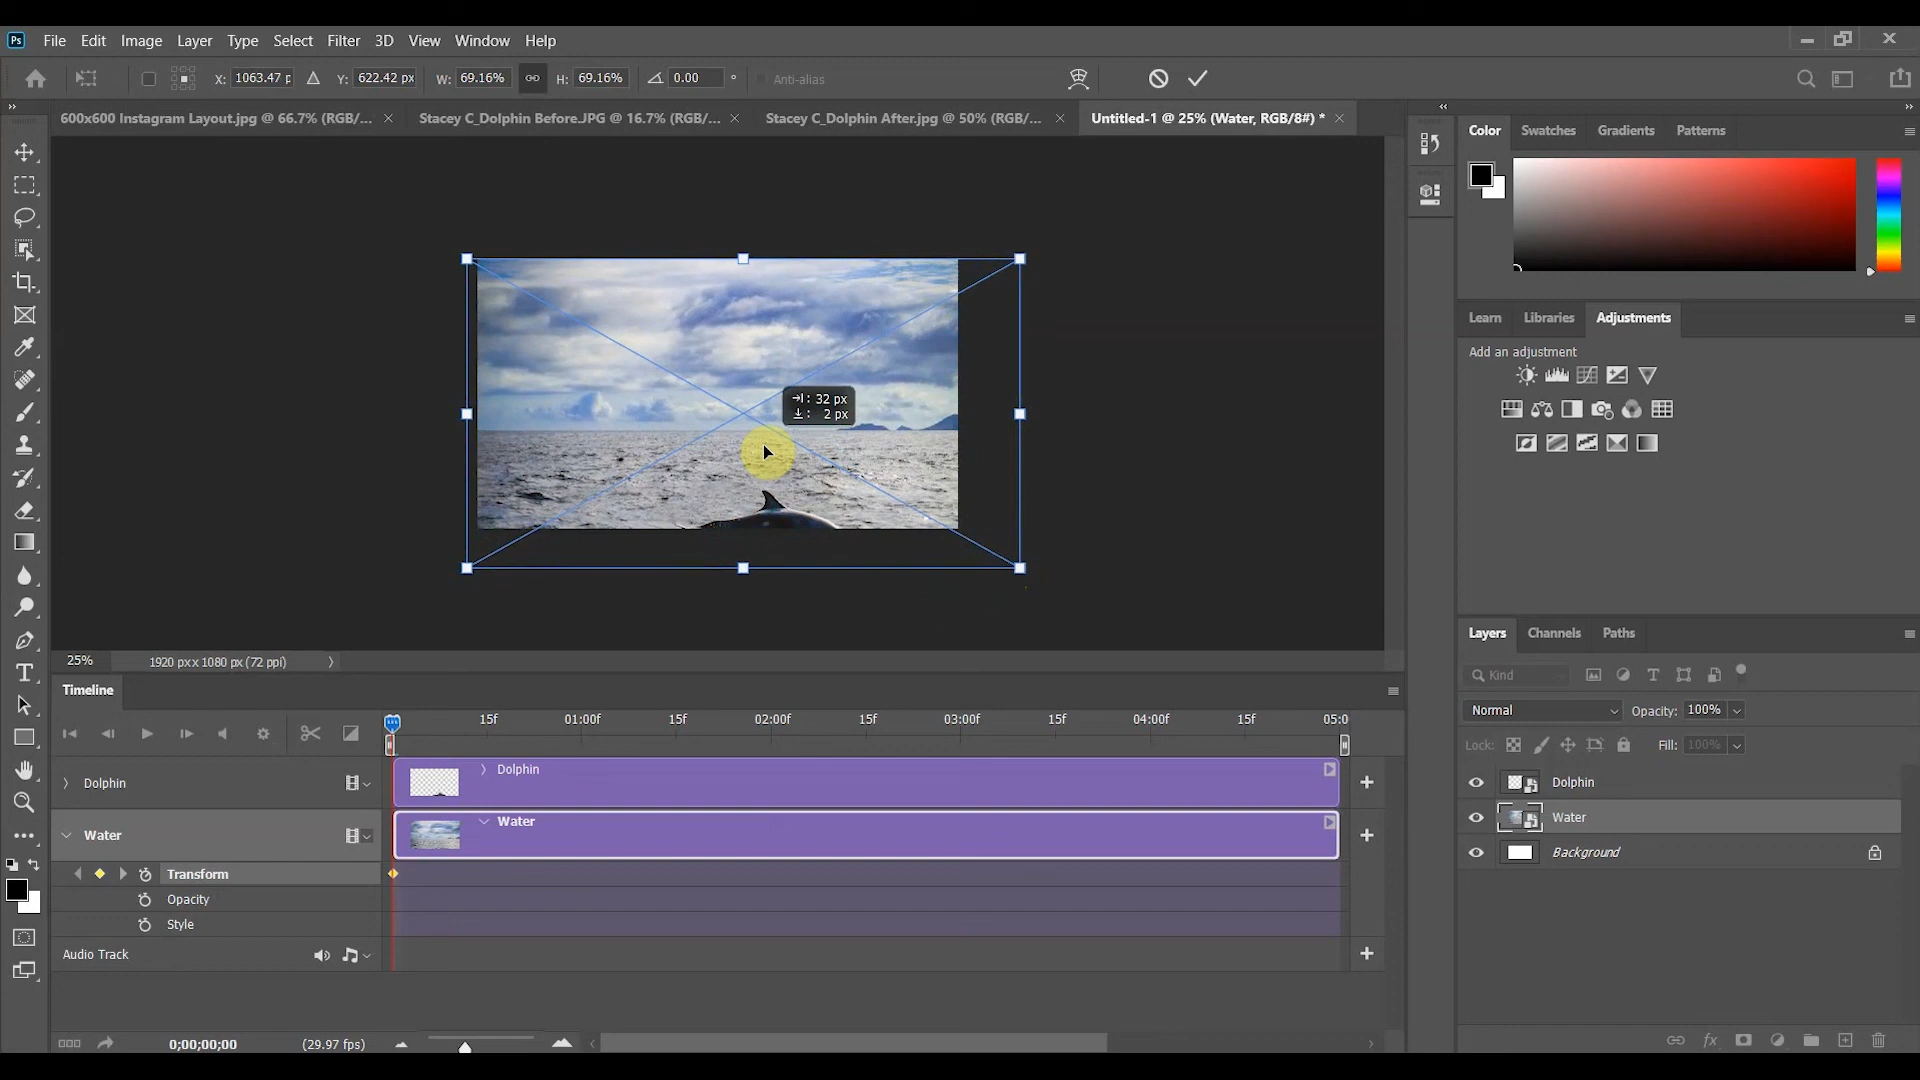 Ps File Edit Image Layer Type Select Filter 3D View Window Help
X: 1063.47 p Y: 622.42 px W: 69.16% H: 69.16% 0.00 ° Anti-alias
600x600 Instagram Layout.jpg @ 66.7% (RGB/... Stacey C_Dolphin Before.JPG @ 16.7% (RGB/... Stacey C_Dolphin After.jpg @ 50% (RGB/... Untitled-1 @ 25% (Water, RGB/8#) *
Color Swatches Gradients Patterns
Learn Libraries Adjustments
Add an adjustment
: 32 px
: 2 px
25% 1920 px x 1080 px (72 ppi)
Layers Channels Paths
Kind
Normal Opacity: 100%
Lock: Fill: 100%
Dolphin
Water
Background
Timeline
15f 01:00f 15f 02:00f 15f 03:00f 15f 04:00f 15f 05:0
Dolphin Dolphin
Water Water
Transform
Opacity
Style
Audio Track
0;00;00;00 (29.97 fps)
fx